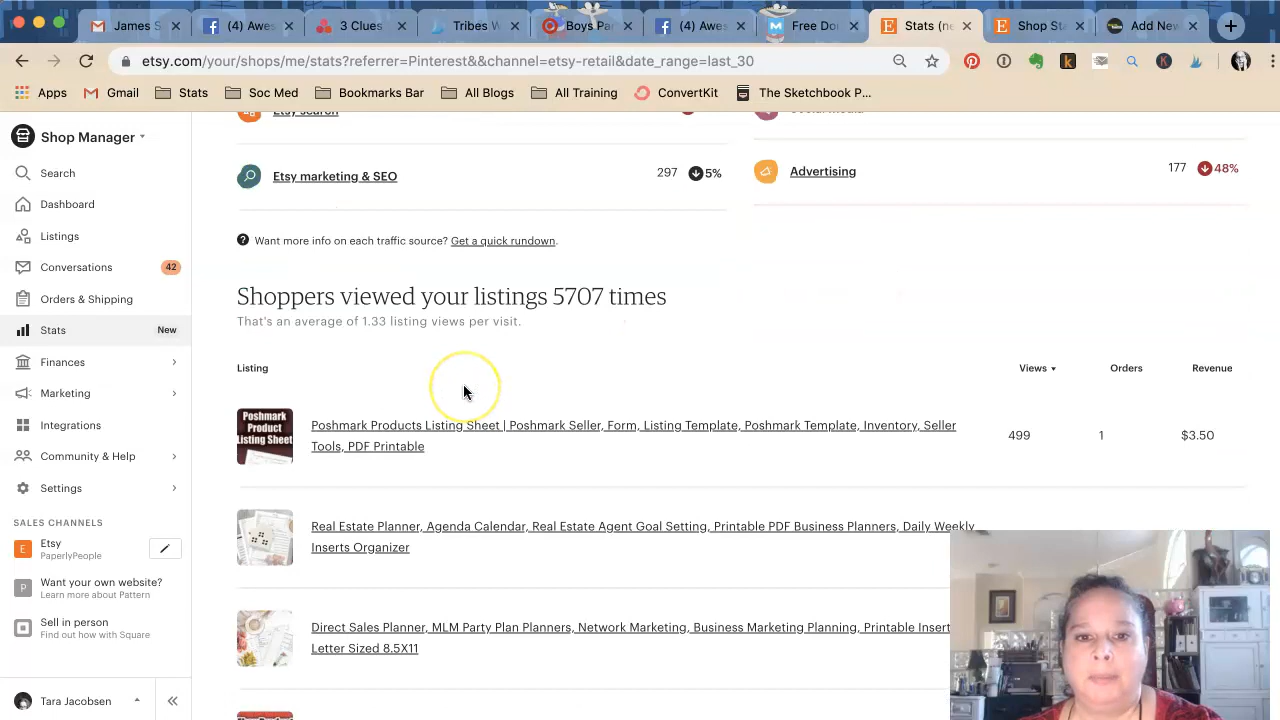 James S
(4) Awes
3 Clues
Tribes W
Boys Pa
(4) Awes
Free Do
Stats (ne
Shop Sta
Add New
etsy.com/your/shops/me/stats?referrer=Pinterest&&channel=etsy-retail&date_range=last_30
Apps
Gmail
Stats
Soc Med
Bookmarks Bar
All Blogs
All Training
ConvertKit
The Sketchbook P...
Shop Manager
Search
Dashboard
Listings
Conversations 42
Orders & Shipping
Stats New
Finances
Marketing
Integrations
Community & Help
Settings
SALES CHANNELS
E Etsy
PaperlyPeople
P Want your own website?
Learn more about Pattern
Sell in person
Find out how with Square
Tara Jacobsen
Etsy search
Social media
Etsy marketing & SEO 297 5%
Advertising 177 48%
Want more info on each traffic source? Get a quick rundown.
Shoppers viewed your listings 5707 times
That's an average of 1.33 listing views per visit.
Listing Views Orders Revenue
Poshmark
Product
Listing Sheet
Poshmark Products Listing Sheet | Poshmark Seller, Form, Listing Template, Poshmark Template, Inventory, Seller
Tools, PDF Printable
499 1 $3.50
Real Estate Planner, Agenda Calendar, Real Estate Agent Goal Setting, Printable PDF Business Planners, Daily Weekly
Inserts Organizer
Direct Sales Planner, MLM Party Plan Planners, Network Marketing, Business Marketing Planning, Printable Insert
Letter Sized 8.5X11